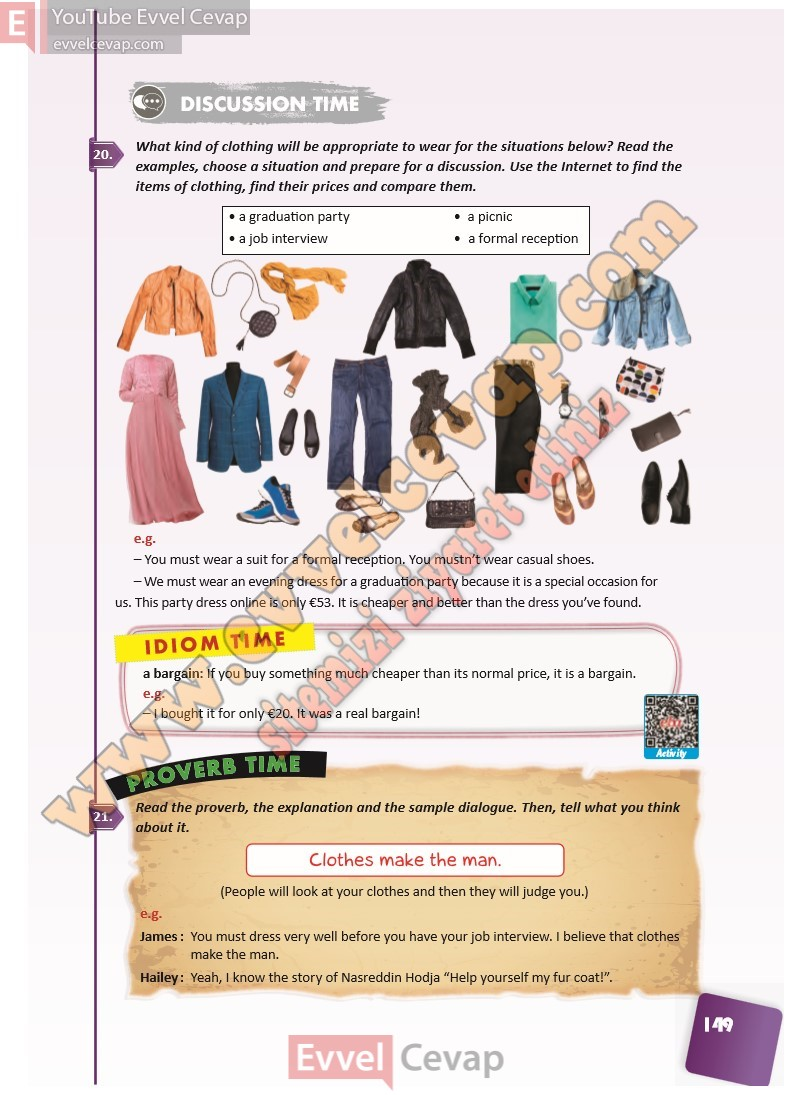 E YouTube Evvel Cevap
evvelcevap.com
DISCUSSION TIME
20.
What kind of clothing will be appropriate to wear for the situations below? Read the
examples, choose a situation and prepare for a discussion. Use the Internet to find the
items of clothing, find their prices and compare them.
• a graduation party • a picnic
• a job interview • a formal reception
www.evvelcevap.com
sitemizi ziyaret ediniz
e.g.
– You must wear a suit for a formal reception. You mustn't wear casual shoes.
– We must wear an evening dress for a graduation party because it is a special occasion for
us. This party dress online is only €53. It is cheaper and better than the dress you've found.
IDIOM TIME
a bargain: If you buy something much cheaper than its normal price, it is a bargain.
e.g.
– I bought it for only €20. It was a real bargain!
Activity
PROVERB TIME
21.
Read the proverb, the explanation and the sample dialogue. Then, tell what you think
about it.
Clothes make the man.
(People will look at your clothes and then they will judge you.)
e.g.
James : You must dress very well before you have your job interview. I believe that clothes
make the man.
Hailey : Yeah, I know the story of Nasreddin Hodja "Help yourself my fur coat!".
149
Evvel Cevap